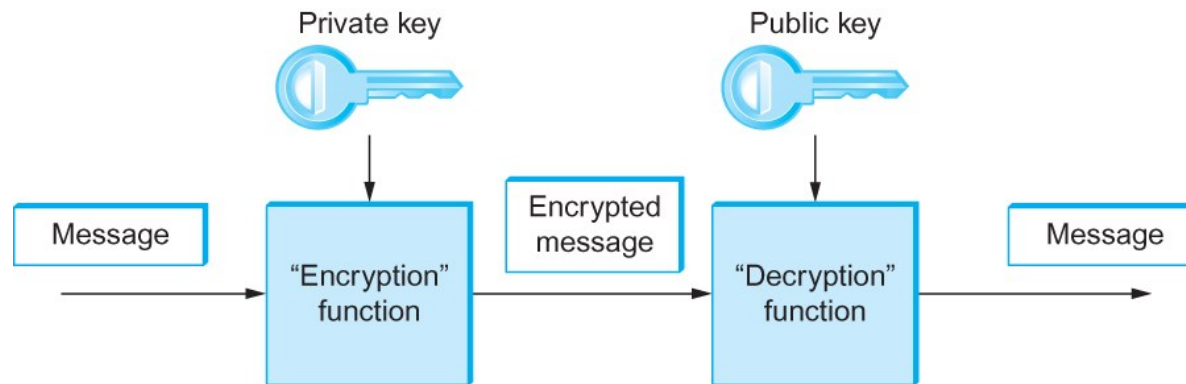 Private key
Public key
Message
“Encryption”
function
Encrypted
message
“Decryption”
function
Message